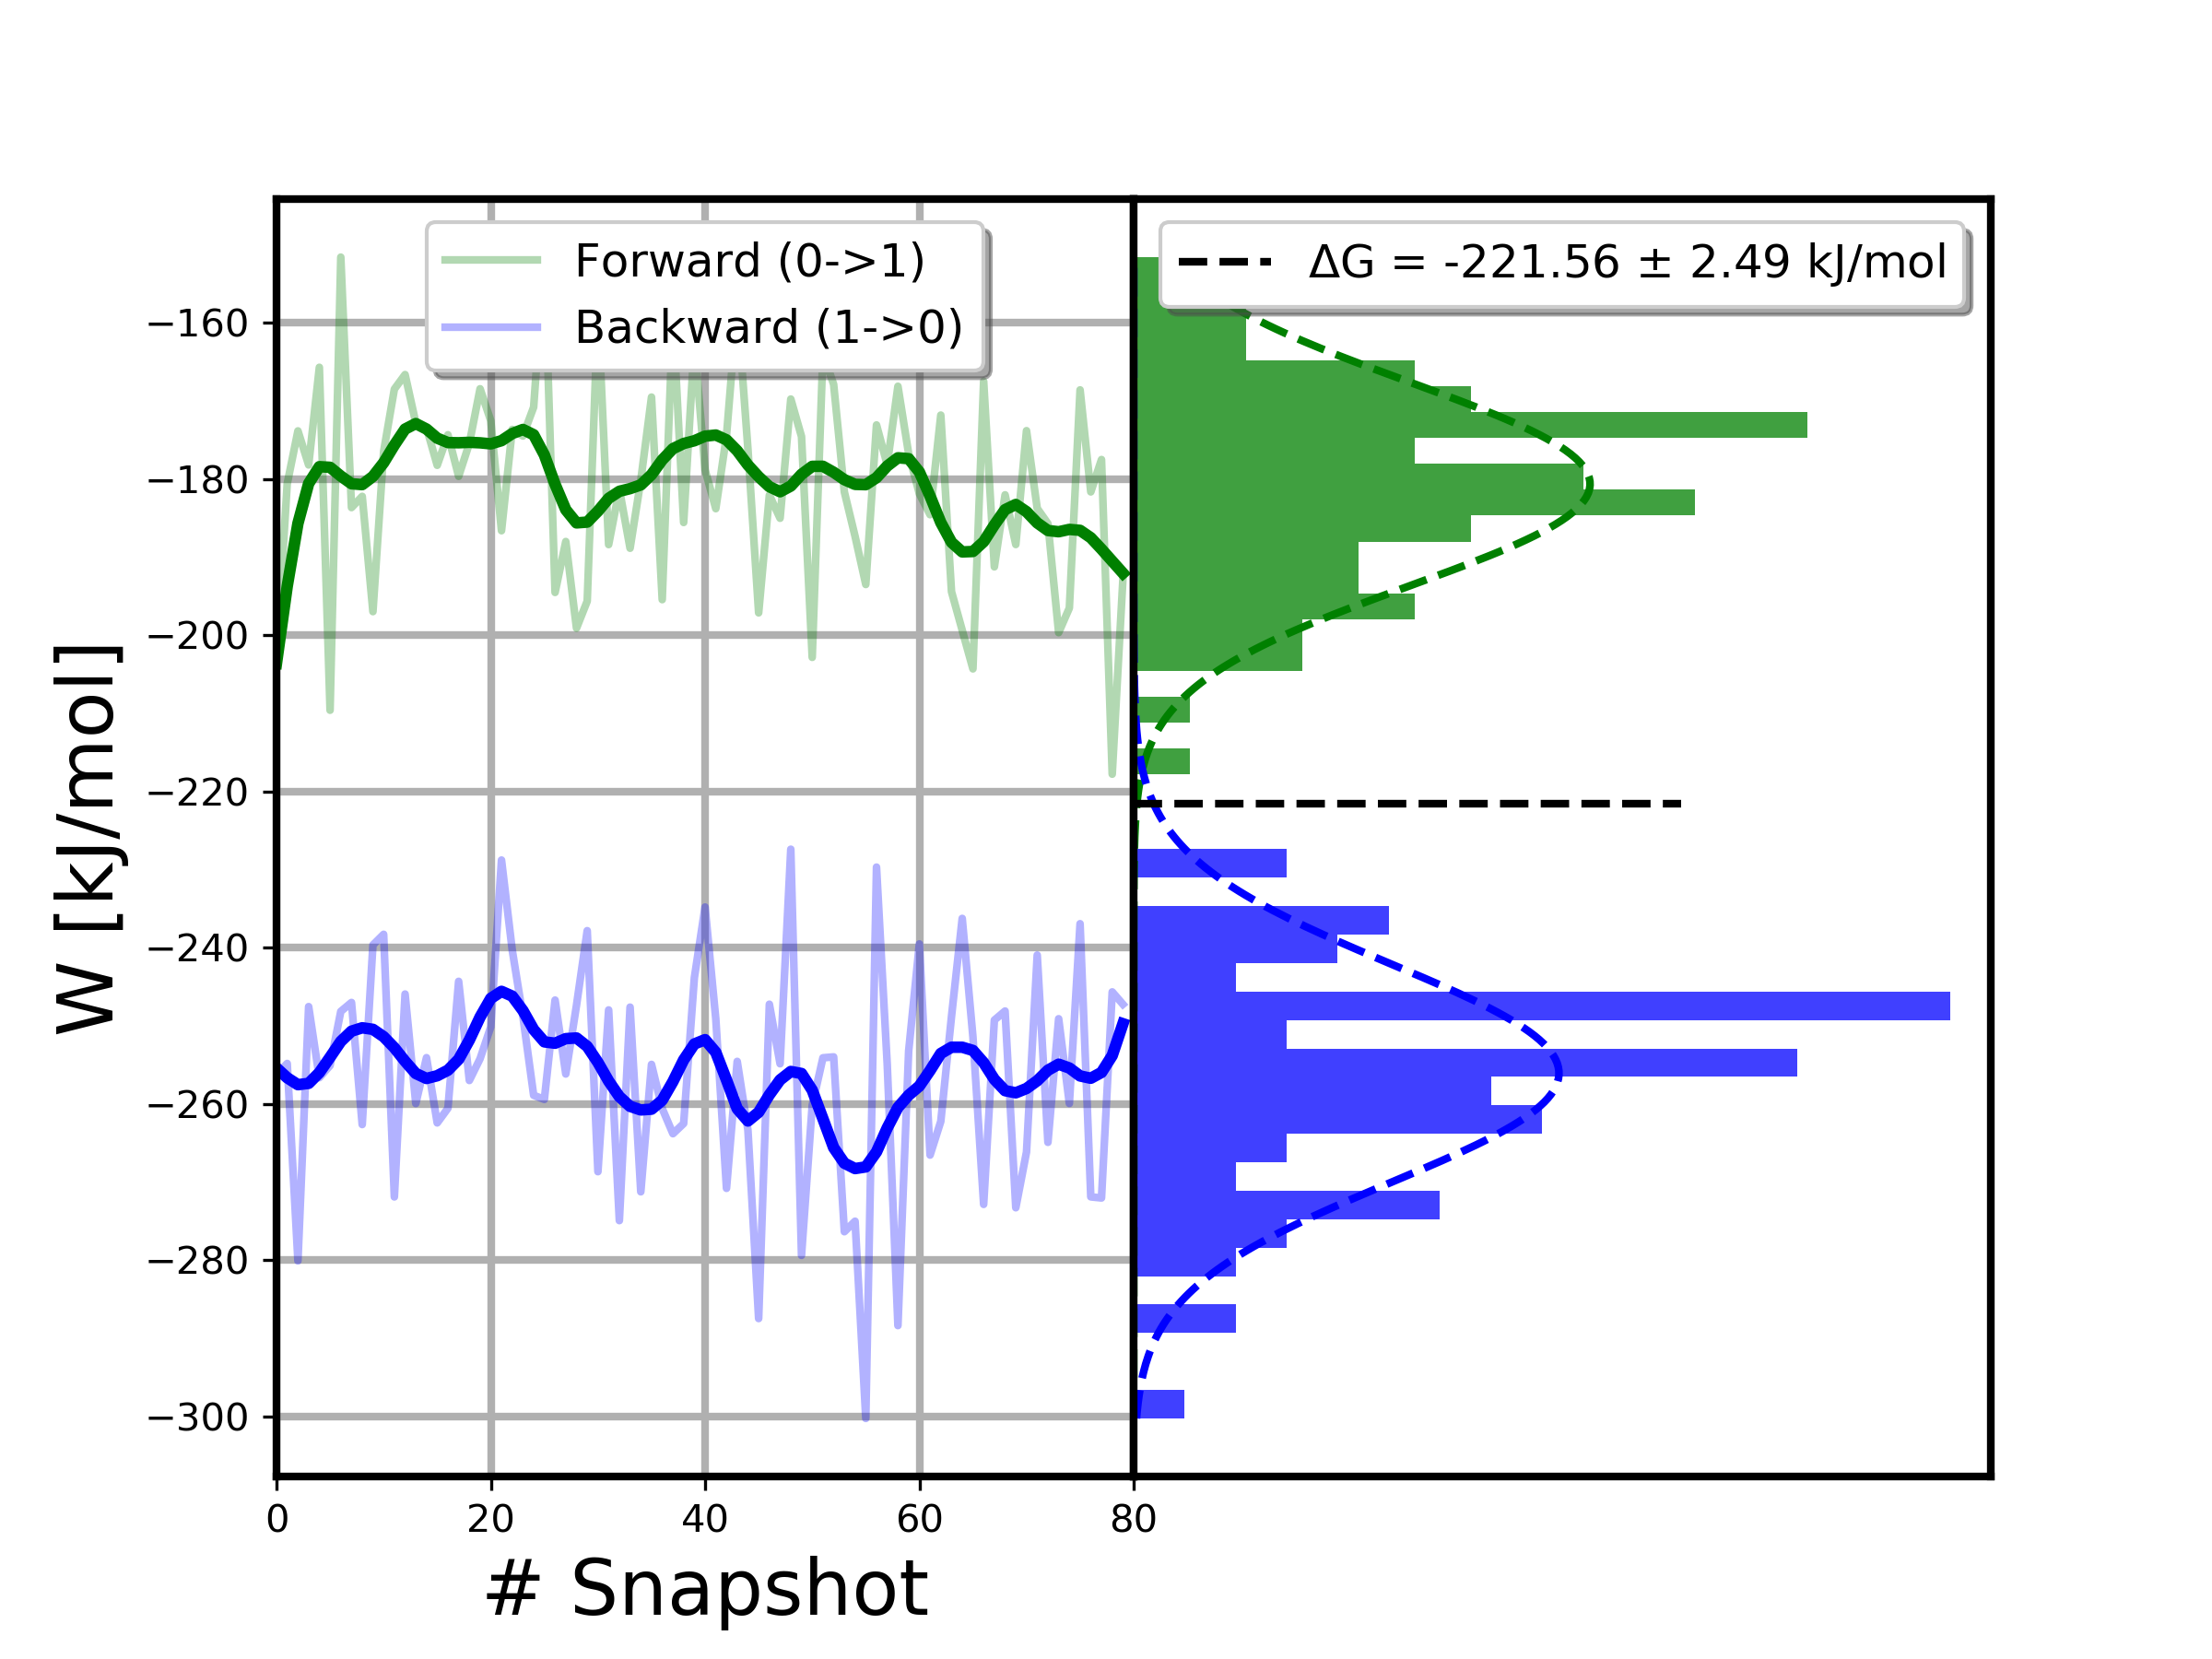 Forward (0->1)
Backward (1->0)
ΔG = -221.56 ± 2.49 kJ/mol
W [kJ/mol]
−160
−180
−200
−220
−240
−260
−280
−300
0 20 40 60 80
# Snapshot